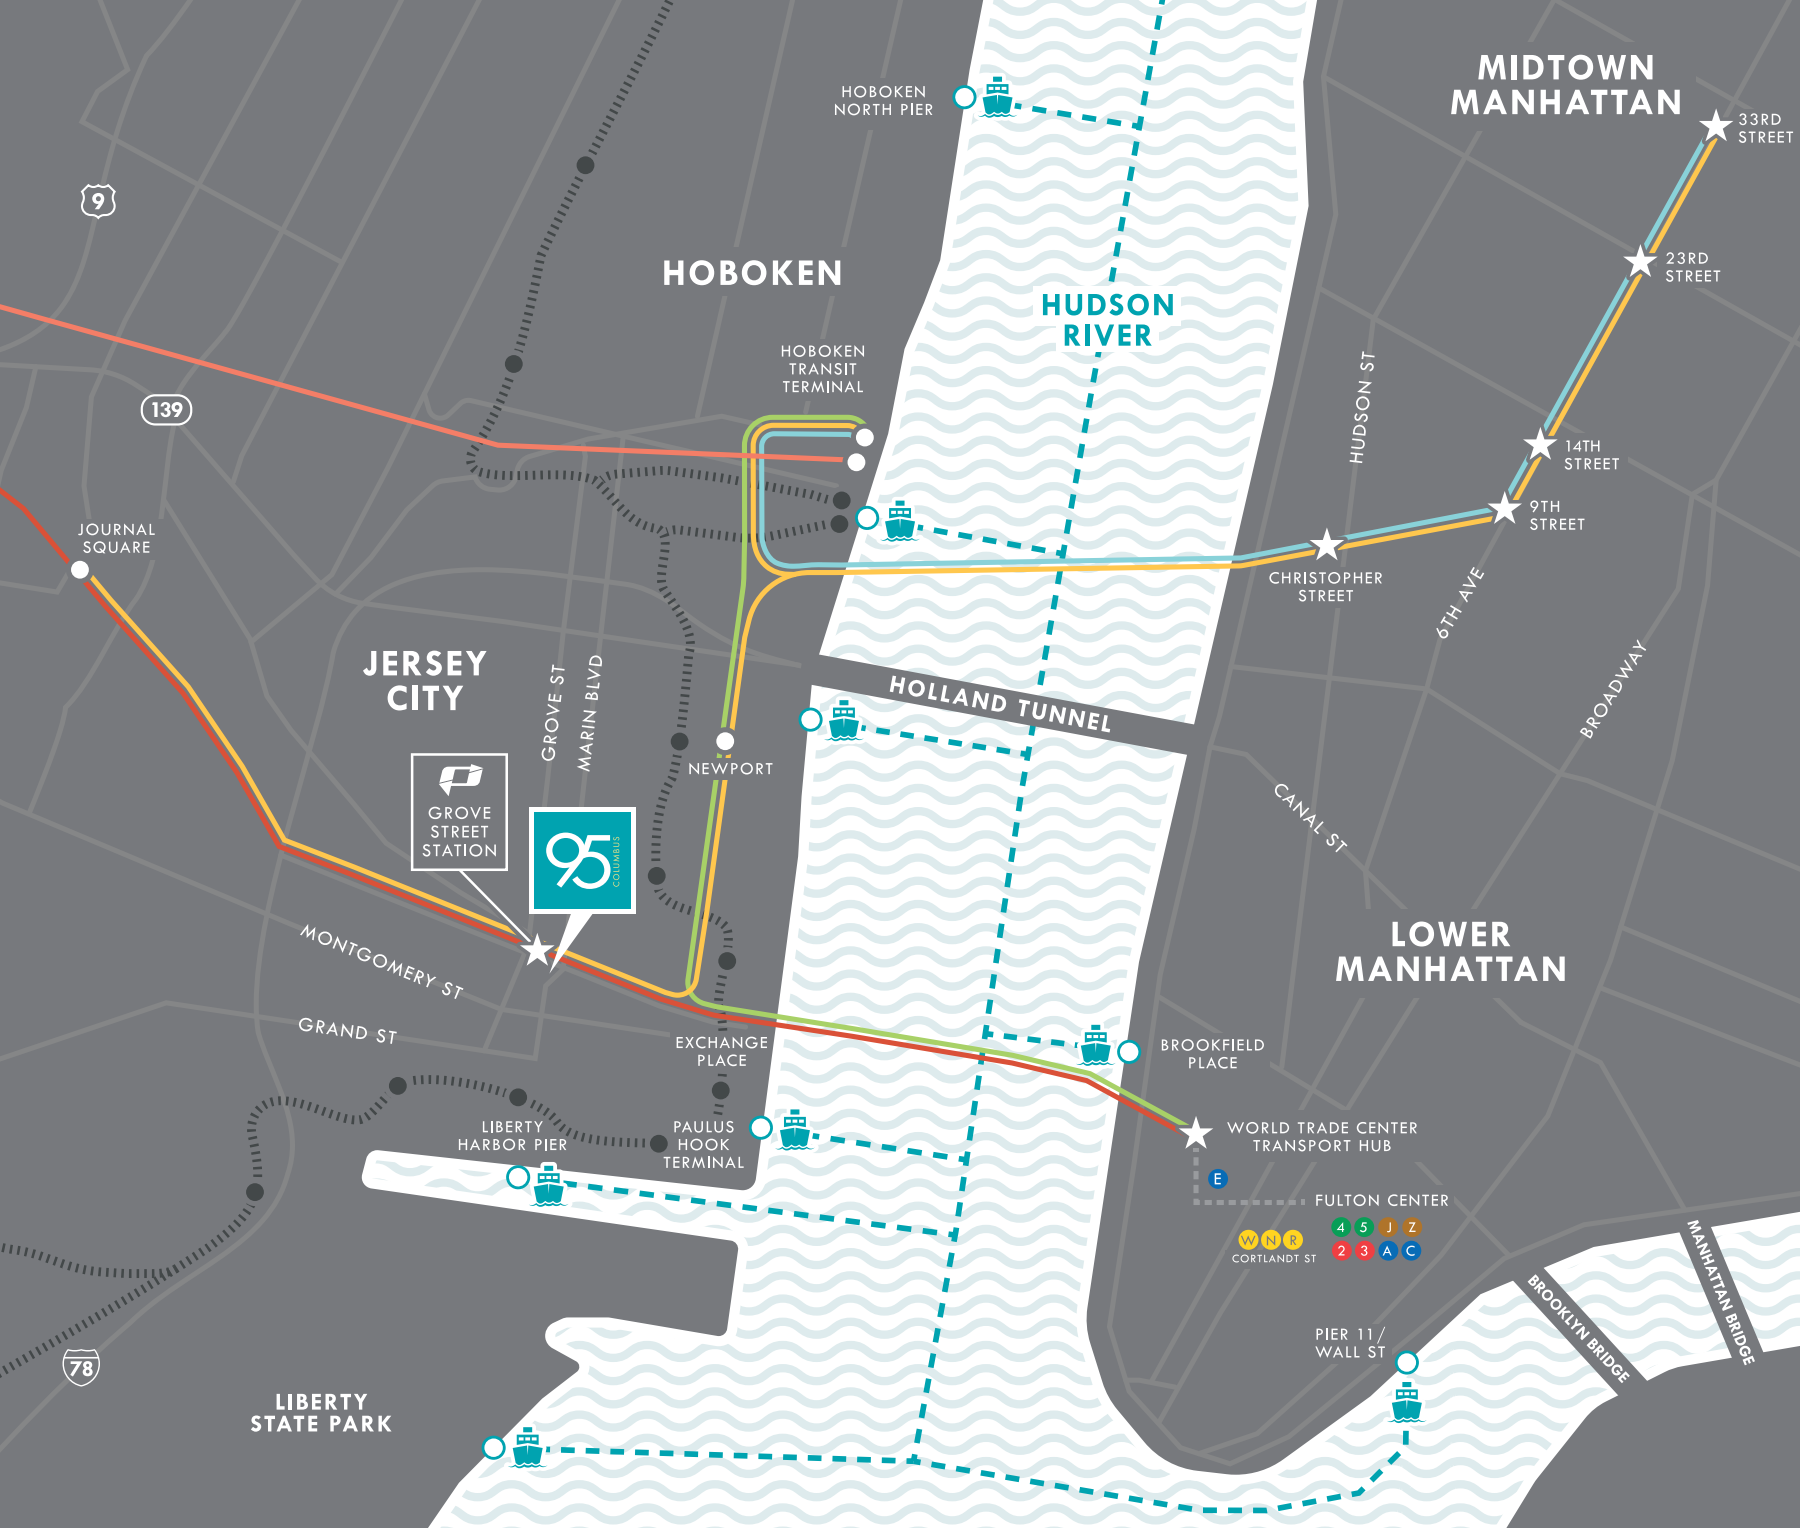 MIDTOWN
MANHATTAN
33RD
STREET
HOBOKEN
NORTH PIER
9
23RD
STREET
HOBOKEN
HUDSON
RIVER
HOBOKEN
TRANSIT
TERMINAL
HUDSON ST
139
14TH
STREET
9TH
STREET
JOURNAL
SQUARE
CHRISTOPHER
STREET
6TH AVE
BROADWAY
JERSEY
CITY
GROVE ST
MARIN BLVD
HOLLAND TUNNEL
NEWPORT
GROVE
STREET
STATION
95
COLUMBUS
CANAL ST
LOWER
MANHATTAN
MONTGOMERY ST
GRAND ST
EXCHANGE
PLACE
BROOKFIELD
PLACE
LIBERTY
HARBOR PIER
PAULUS
HOOK
TERMINAL
WORLD TRADE CENTER
TRANSPORT HUB
E
FULTON CENTER
4 5 J Z
W N R
2 3 A C
CORTLANDT ST
MANHATTAN BRIDGE
BROOKLYN BRIDGE
PIER 11/
WALL ST
78
LIBERTY
STATE PARK